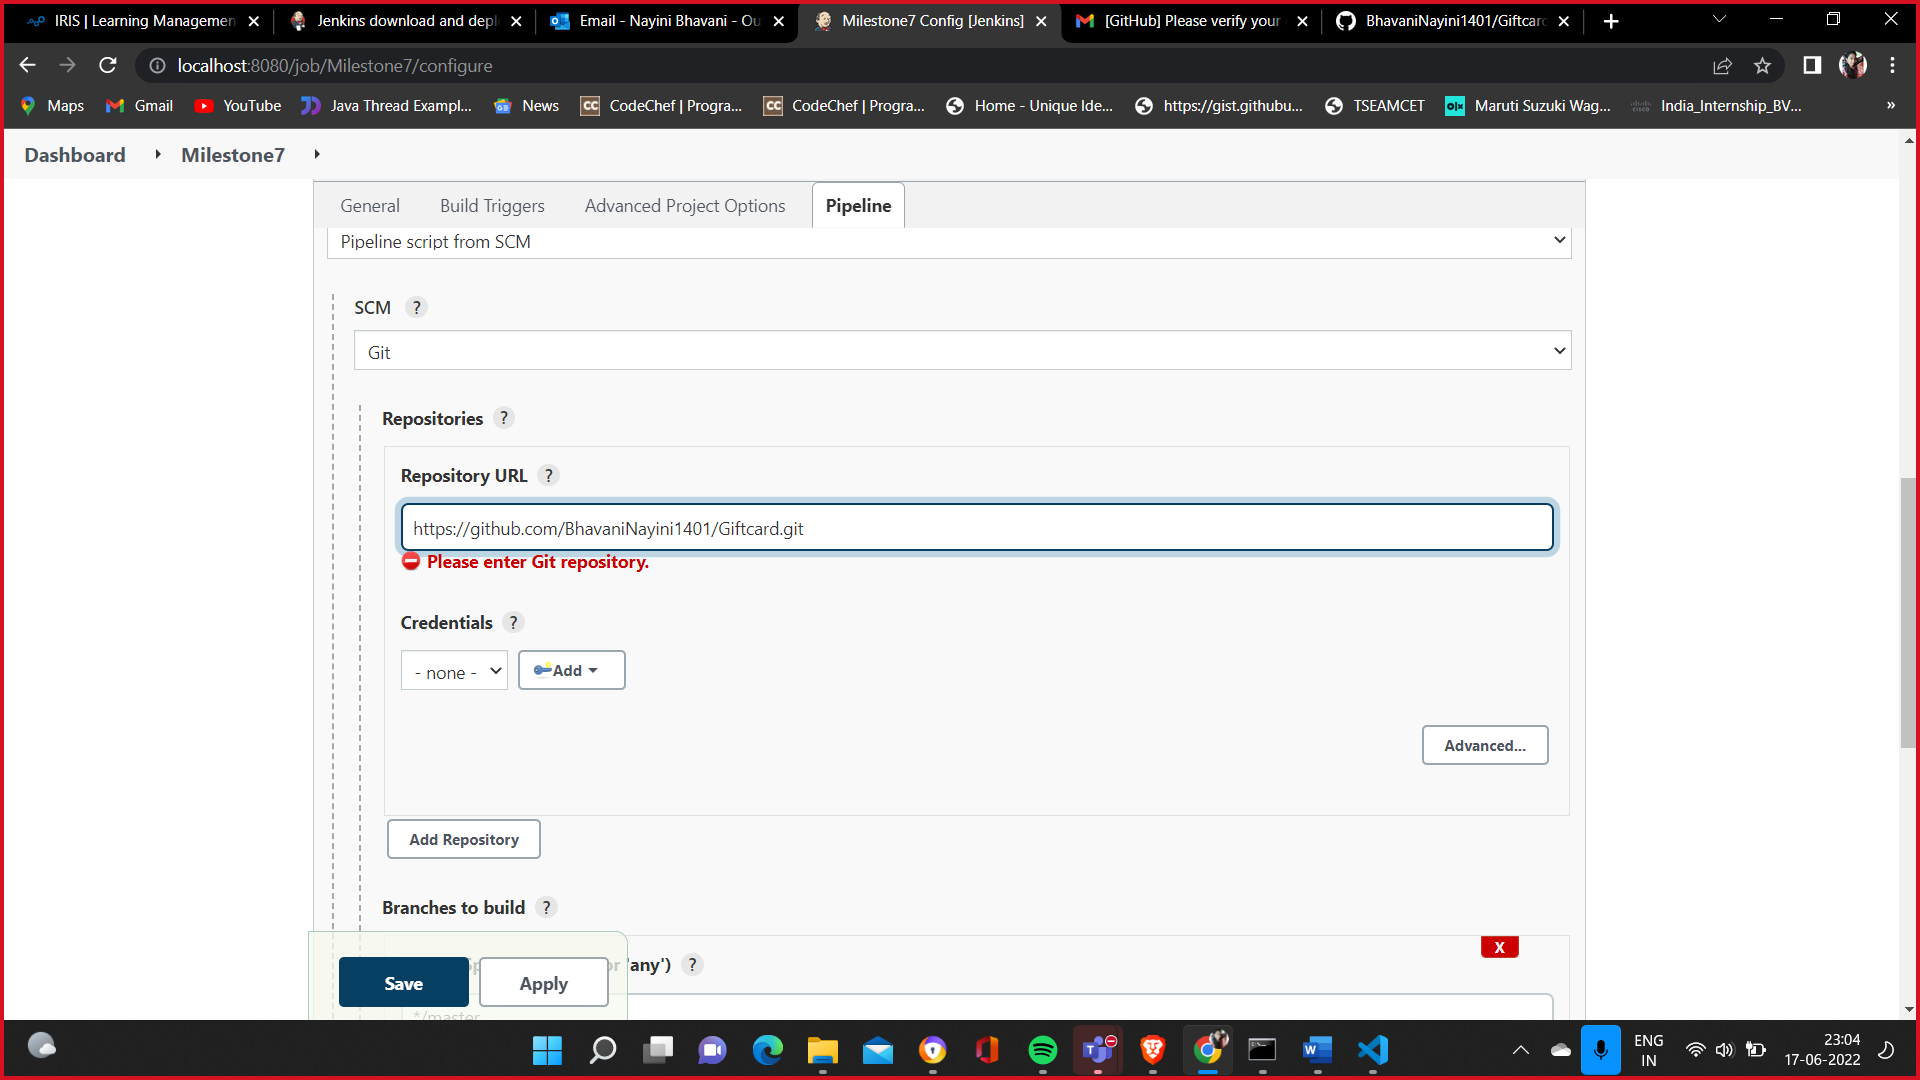 IRIS | Learning Managemen
Jenkins download and depl
Email - Nayini Bhavani - Ou
Milestone7 Config [Jenkins]
[GitHub] Please verify your
BhavaniNayini1401/Giftcard
localhost:8080/job/Milestone7/configure
Maps
Gmail
YouTube
Java Thread Exampl...
News
CodeChef | Progra...
CodeChef | Progra...
Home - Unique Ide...
https://gist.githubu...
TSEAMCET
Maruti Suzuki Wag...
India_Internship_BV...
»
Dashboard
Milestone7
General
Build Triggers
Advanced Project Options
Pipeline
Pipeline script from SCM
SCM ?
Git
Repositories ?
Repository URL ?
https://github.com/BhavaniNayini1401/Giftcard.git
Please enter Git repository.
Credentials ?
- none -
Add
Advanced...
Add Repository
Branches to build ?
X
'any') ?
Save
Apply
*/master
ENG
IN
23:04
17-06-2022